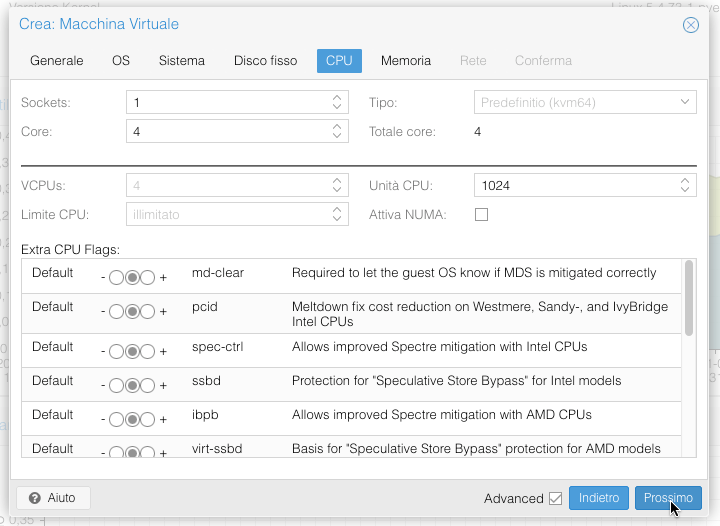 Versione Kernel
Crea: Macchina Virtuale
Generale OS Sistema Disco fisso CPU Memoria Rete Conferma
Sockets: 1 Tipo: Predefinitio (kvm64)
Core: 4 Totale core: 4
VCPUs: 4 Unità CPU: 1024
Limite CPU: illimitato Attiva NUMA:
Extra CPU Flags:
Default - + md-clear Required to let the guest OS know if MDS is mitigated correctly
Default - + pcid Meltdown fix cost reduction on Westmere, Sandy-, and IvyBridge
Intel CPUs
Default - + spec-ctrl Allows improved Spectre mitigation with Intel CPUs
Default - + ssbd Protection for "Speculative Store Bypass" for Intel models
Default - + ibpb Allows improved Spectre mitigation with AMD CPUs
Default - + virt-ssbd Basis for "Speculative Store Bypass" protection for AMD models
? Aiuto Advanced Indietro Prossimo
0,35